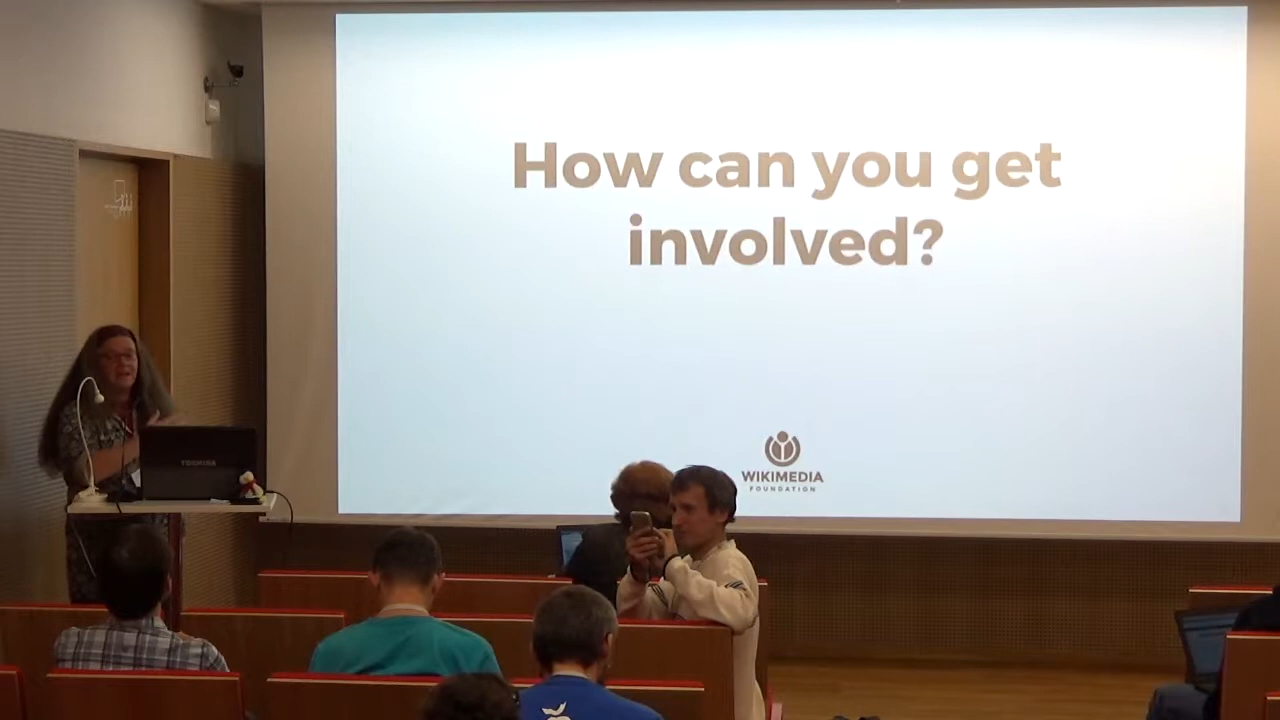 How can you get
involved?
WIKIMEDIA
FOUNDATION
TOSHIBA